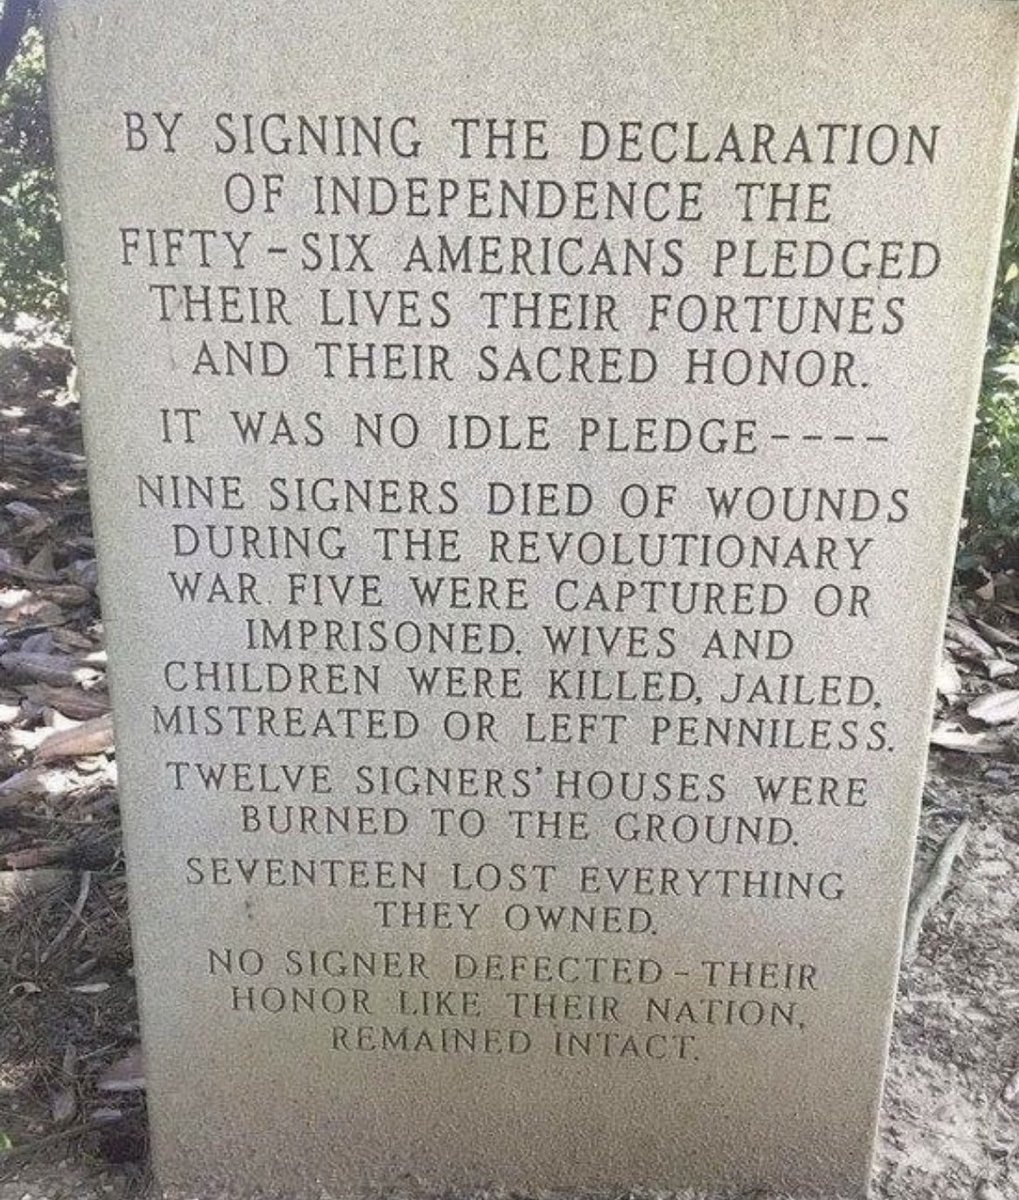 BY SIGNING THE DECLARATION
OF INDEPENDENCE THE
FIFTY-SIX AMERICANS PLEDGED
THEIR LIVES THEIR FORTUNES
AND THEIR SACRED HONOR.
IT WAS NO IDLE PLEDGE----
NINE SIGNERS DIED OF WOUNDS
DURING THE REVOLUTIONARY
WAR. FIVE WERE CAPTURED OR
IMPRISONED. WIVES AND
CHILDREN WERE KILLED, JAILED,
MISTREATED OR LEFT PENNILESS.
TWELVE SIGNERS' HOUSES WERE
BURNED TO THE GROUND.
SEVENTEEN LOST EVERYTHING
THEY OWNED.
NO SIGNER DEFECTED - THEIR
HONOR LIKE THEIR NATION,
REMAINED INTACT.